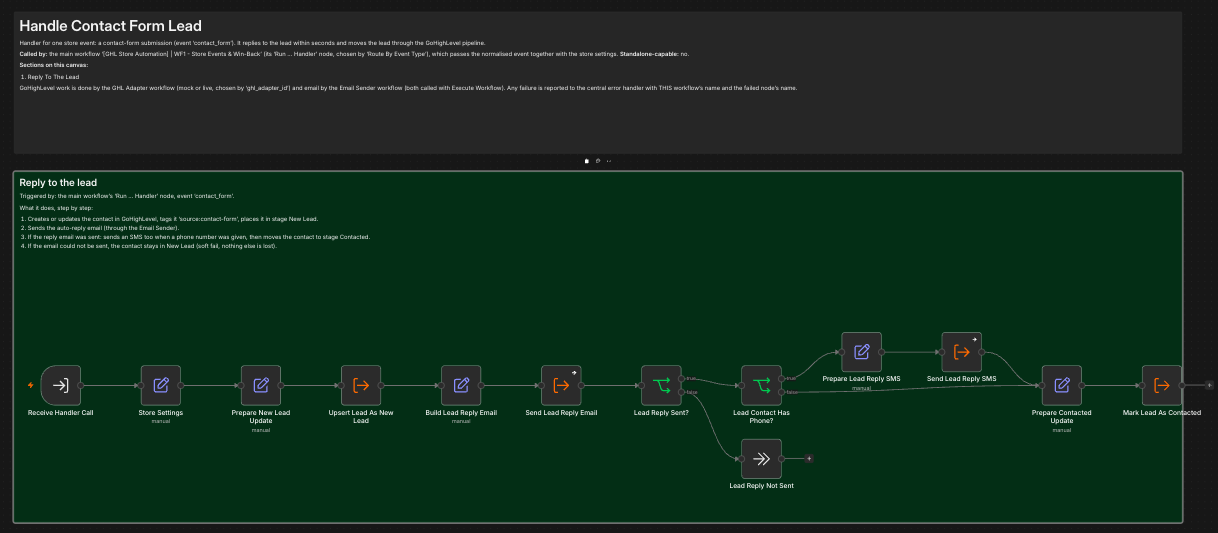 Handle Contact Form Lead
Handler for one store event: a contact-form submission (event 'contact_form'). It replies to the lead within seconds and moves the lead through the GoHighLevel pipeline.
Called by: the main workflow '[GHL Store Automation] | WF1 - Store Events & Win-Back' (its 'Run ... Handler' node, chosen by 'Route By Event Type'), which passes the normalised event together with the store settings. Standalone-capable: no.
Sections on this canvas:
1. Reply To The Lead
GoHighLevel work is done by the GHL Adapter workflow (mock or live, chosen by 'ghl_adapter_id') and email by the Email Sender workflow (both called with Execute Workflow). Any failure is reported to the central error handler with THIS workflow's name and the failed node's name.
Reply to the lead
Triggered by: the main workflow's 'Run ... Handler' node, event 'contact_form'.
What it does, step by step:
1. Creates or updates the contact in GoHighLevel, tags it 'source:contact-form', places it in stage New Lead.
2. Sends the auto-reply email (through the Email Sender).
3. If the reply email was sent: sends an SMS too when a phone number was given, then moves the contact to stage Contacted.
4. If the email could not be sent, the contact stays in New Lead (soft fail, nothing else is lost).
Receive Handler Call
Store Settings
manual
Prepare New Lead
Update
manual
Upsert Lead As New
Lead
Build Lead Reply Email
manual
Send Lead Reply Email
Lead Reply Sent?
true
false
Lead Contact Has
Phone?
true
false
Prepare Lead Reply SMS
manual
Send Lead Reply SMS
Prepare Contacted
Update
manual
Mark Lead As Contacted
Lead Reply Not Sent